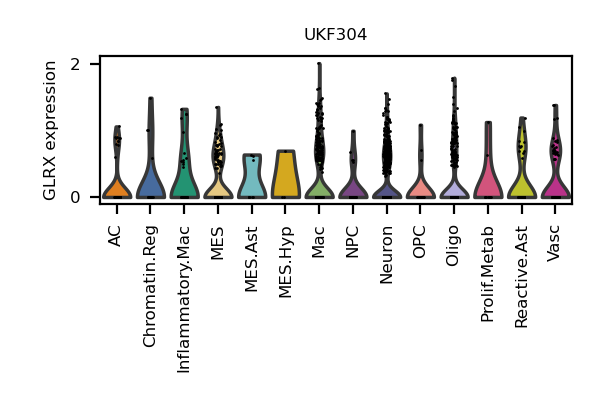 UKF304
GLRX expression
2
0
AC
Chromatin.Reg
Inflammatory.Mac
MES
MES.Ast
MES.Hyp
Mac
NPC
Neuron
OPC
Oligo
Prolif.Metab
Reactive.Ast
Vasc